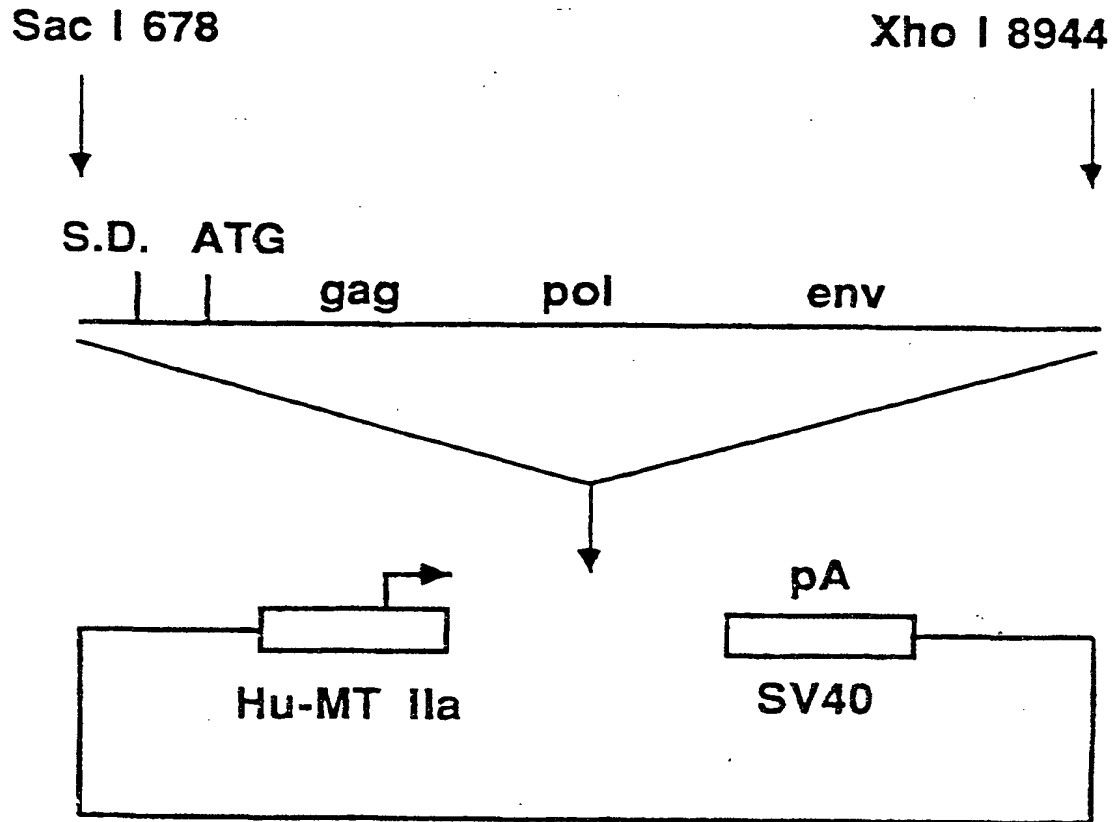 Sac I 678 Xho I 8944
S.D. ATG
gag pol env
pA
Hu-MT IIa SV40